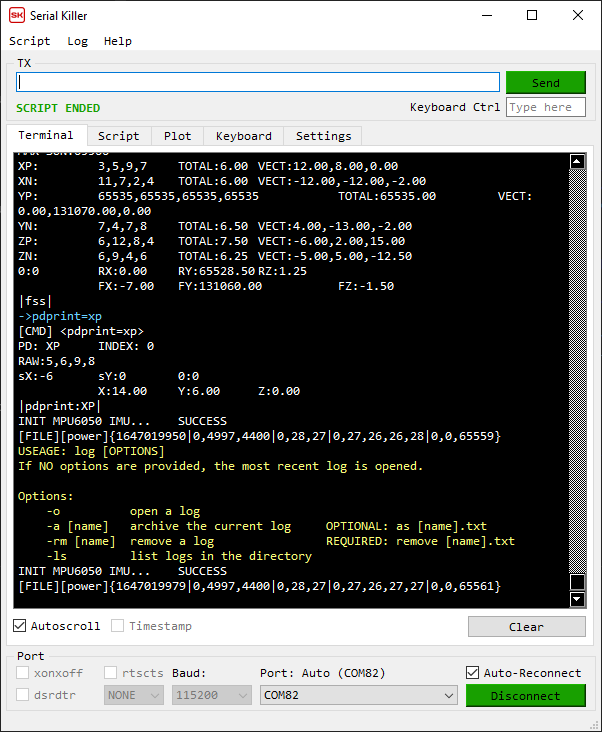 SK Serial Killer
Script Log Help
TX
Send
SCRIPT ENDED
Keyboard Ctrl Type here
Terminal Script Plot Keyboard Settings
XP: 3,5,9,7 TOTAL:6.00 VECT:12.00,8.00,0.00
XN: 11,7,2,4 TOTAL:6.00 VECT:-12.00,-12.00,-2.00
YP: 65535,65535,65535,65535 TOTAL:65535.00 VECT:
0.00,131070.00,0.00
YN: 7,4,7,8 TOTAL:6.50 VECT:4.00,-13.00,-2.00
ZP: 6,12,8,4 TOTAL:7.50 VECT:-6.00,2.00,15.00
ZN: 6,9,4,6 TOTAL:6.25 VECT:-5.00,5.00,-12.50
0:0 RX:0.00 RY:65528.50 RZ:1.25
FX:-7.00 FY:131060.00 FZ:-1.50
|fss|
->pdprint=xp
[CMD] <pdprint=xp>
PD: XP INDEX: 0
RAW:5,6,9,8
sX:-6 sY:0 0:0
X:14.00 Y:6.00 Z:0.00
|pdprint:XP|
INIT MPU6050 IMU... SUCCESS
[FILE][power]{1647019950|0,4997,4400|0,28,27|0,27,26,26,28|0,0,65559}
USEAGE: log [OPTIONS]
If NO options are provided, the most recent log is opened.
Options:
-o open a log
-a [name] archive the current log OPTIONAL: as [name].txt
-rm [name] remove a log REQUIRED: remove [name].txt
-ls list logs in the directory
INIT MPU6050 IMU... SUCCESS
[FILE][power]{1647019979|0,4997,4400|0,28,27|0,27,26,27,27|0,0,65561}
Autoscroll Timestamp Clear
Port
xonxoff rtscts Baud: Port: Auto (COM82) Auto-Reconnect
dsrdtr NONE 115200 COM82 Disconnect